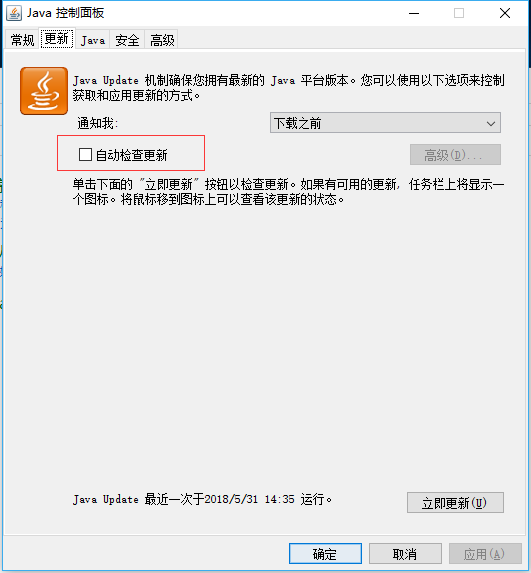 Java 控制面板
常规 更新 Java 安全 高级
Java Update 机制确保您拥有最新的 Java 平台版本。您可以使用以下选项来控制
获取和应用更新的方式。
通知我: 下载之前
自动检查更新 高级(D)...
单击下面的 "立即更新" 按钮以检查更新。如果有可用的更新, 任务栏上将显示一
个图标。将鼠标移到图标上可以查看该更新的状态。
Java Update 最近一次于2018/5/31 14:35 运行。 立即更新(U)
确定 取消 应用(A)